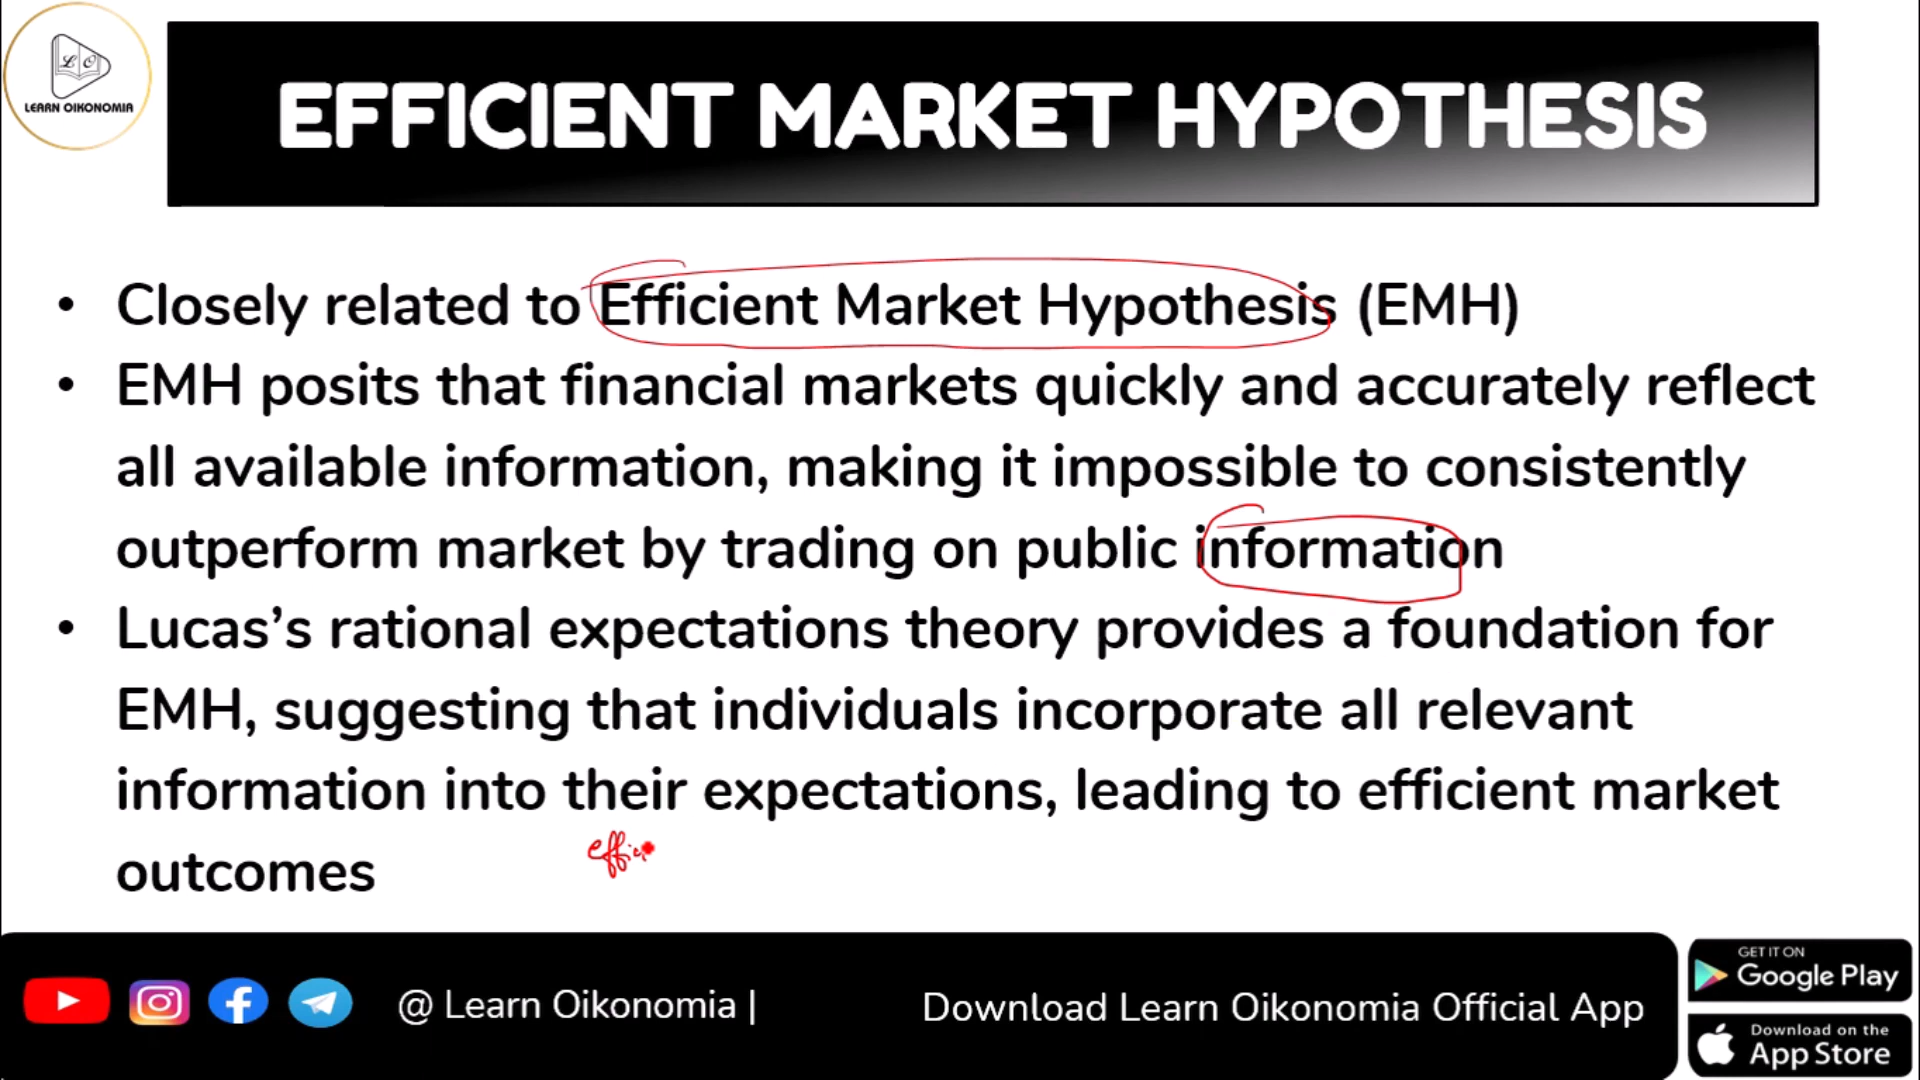 LO
LEARN OIKONOMIA
EFFICIENT MARKET HYPOTHESIS
• Closely related to Efficient Market Hypothesis (EMH)
• EMH posits that financial markets quickly and accurately reflect
all available information, making it impossible to consistently
outperform market by trading on public information
• Lucas’s rational expectations theory provides a foundation for
EMH, suggesting that individuals incorporate all relevant
information into their expectations, leading to efficient market
outcomes
effic
@ Learn Oikonomia |
Download Learn Oikonomia Official App
GET IT ON
Google Play
Download on the
App Store